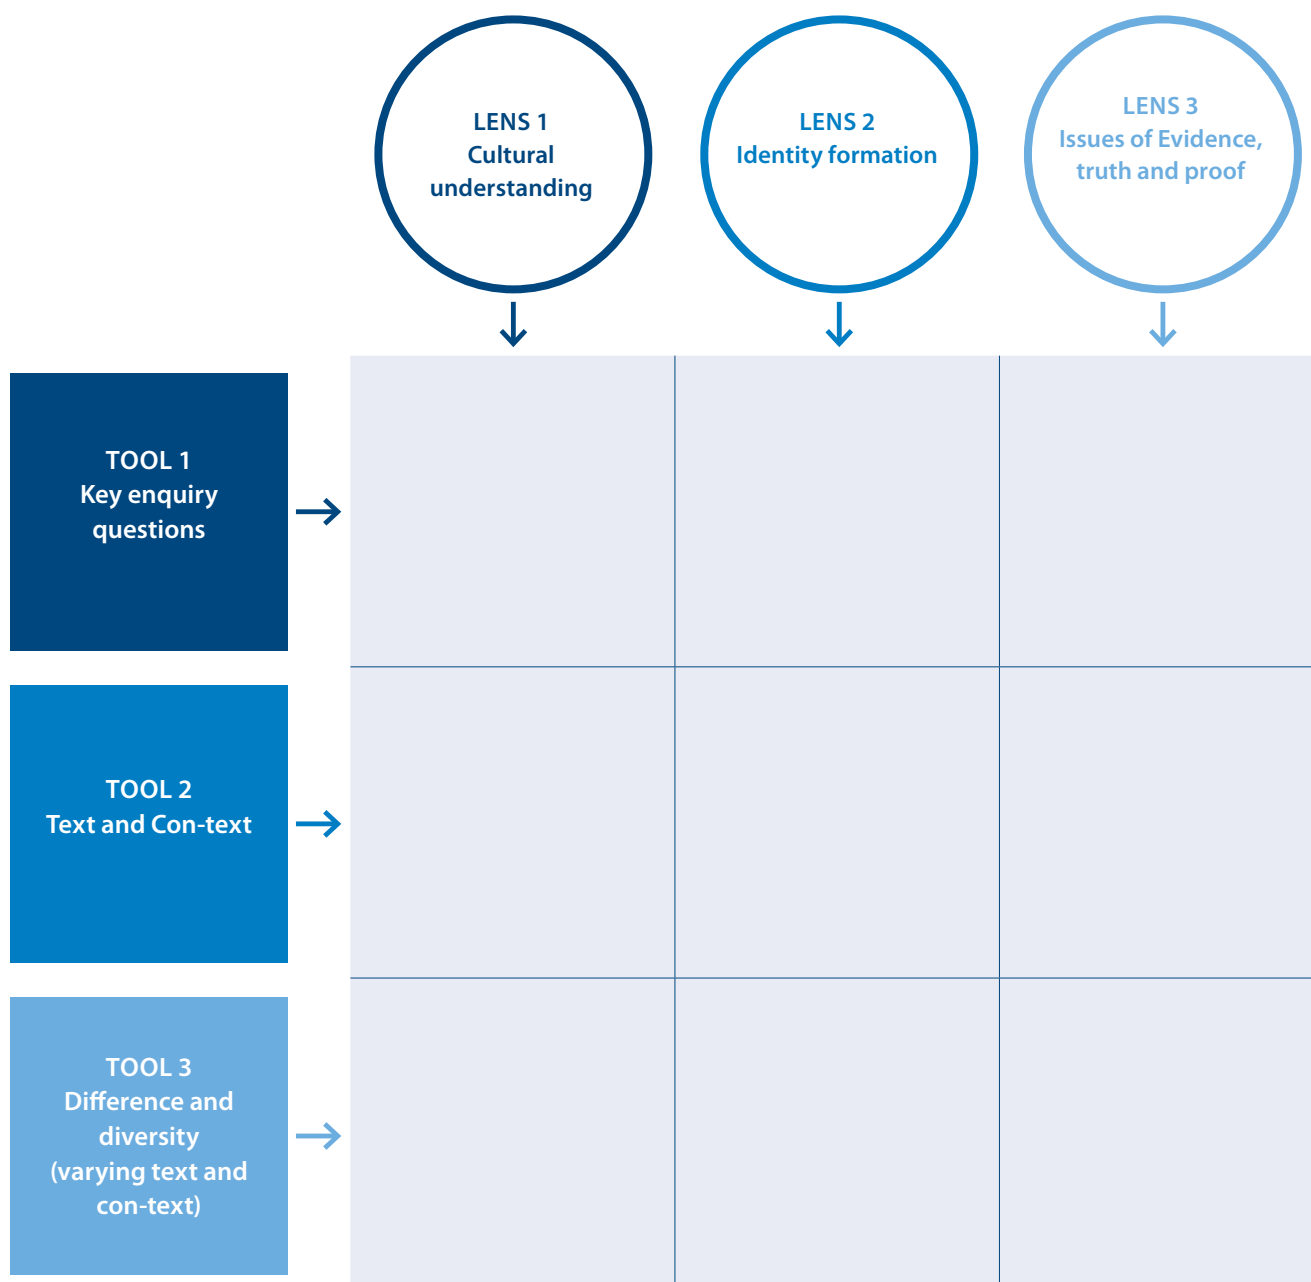 LENS 1
Cultural
understanding
LENS 2
Identity formation
LENS 3
Issues of Evidence,
truth and proof
TOOL 1
Key enquiry
questions
TOOL 2
Text and Con-text
TOOL 3
Difference and
diversity
(varying text and
con-text)